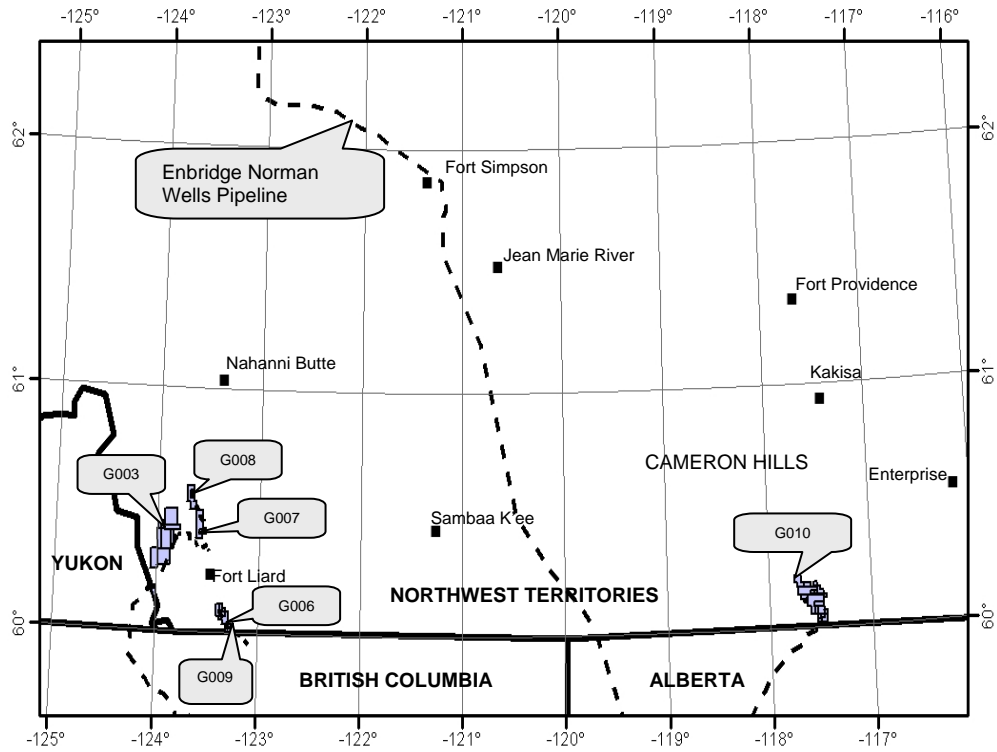 -125° -124° -123° -122° -121° -120° -119° -118° -117° -116°
62° 62°
Enbridge Norman
Wells Pipeline
Fort Simpson
Jean Marie River
Fort Providence
Nahanni Butte
61° 61°
Kakisa
G008
G003
CAMERON HILLS
Enterprise
G007
Sambaa K'ee
G010
YUKON
Fort Liard
NORTHWEST TERRITORIES
G006
60° 60°
G009
BRITISH COLUMBIA
ALBERTA
-124° -123° -122° -121° -120° -119° -118° -117°